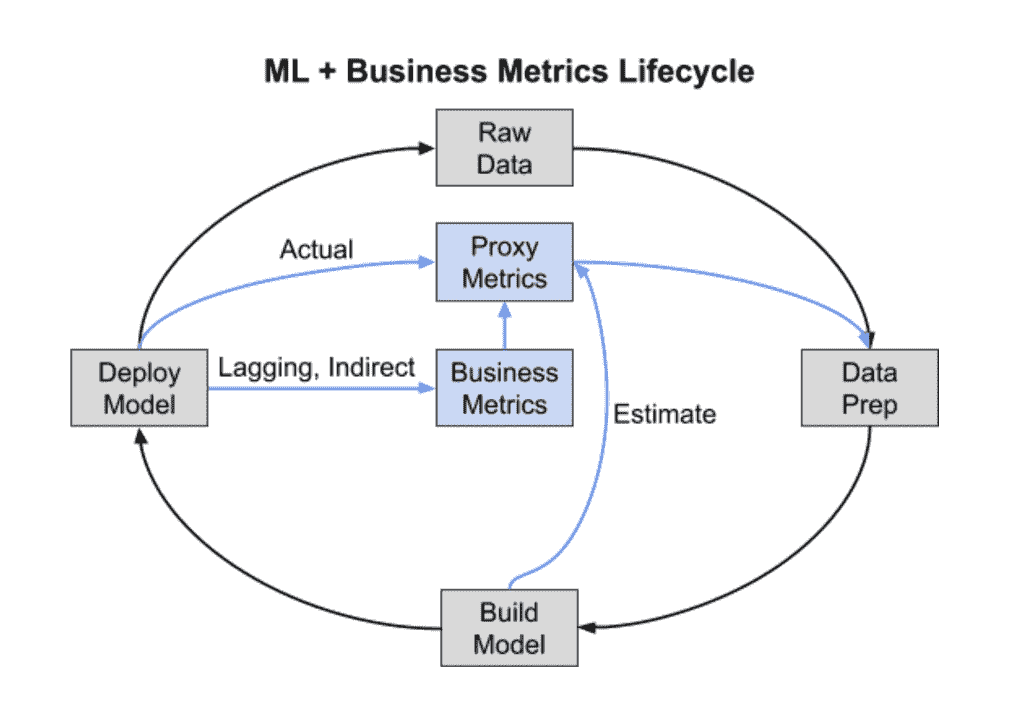 ML + Business Metrics Lifecycle
Raw
Data
Actual
Proxy
Metrics
Deploy
Model
Lagging, Indirect
Business
Metrics
Estimate
Data
Prep
Build
Model